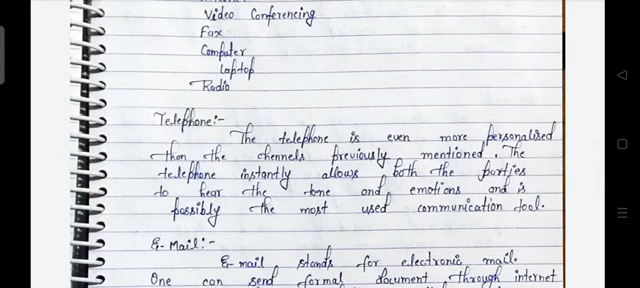 Video Conferencing
Fax
Computer
Laptop
Radio
Telephone:-
The telephone is even more personalised
than the chennels previously mentioned. The
telephone instantly allows both the parties
to hear the tone and emotions and is
possibly the most used communication tool.
E-Mail:-
E-mail stands for electronic mail.
One can send formal document through internet